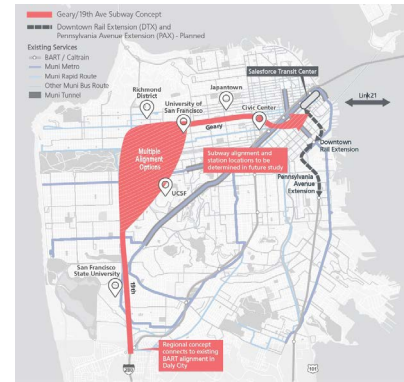 Geary/19th Ave Subway Concept
Downtown Rail Extension (DTX) and
Pennsylvania Avenue Extension (PAX) - Planned
Existing Services
BART / Caltrain
Muni Metro
Muni Rapid Route
Other Muni Bus Route
Muni Tunnel
Salesforce Transit Center
Japantown
Richmond
District
University of
San Francisco
Civic Center
Link21
Geary
Multiple
Alignment
Options
Subway alignment and
station locations to be
determined in future study
Downtown
Rail Extension
Pennsylvania
Avenue
Extension
UCSF
San Francisco
State University
19th
Regional concept
connects to existing
BART alignment in
Daly City
280
101